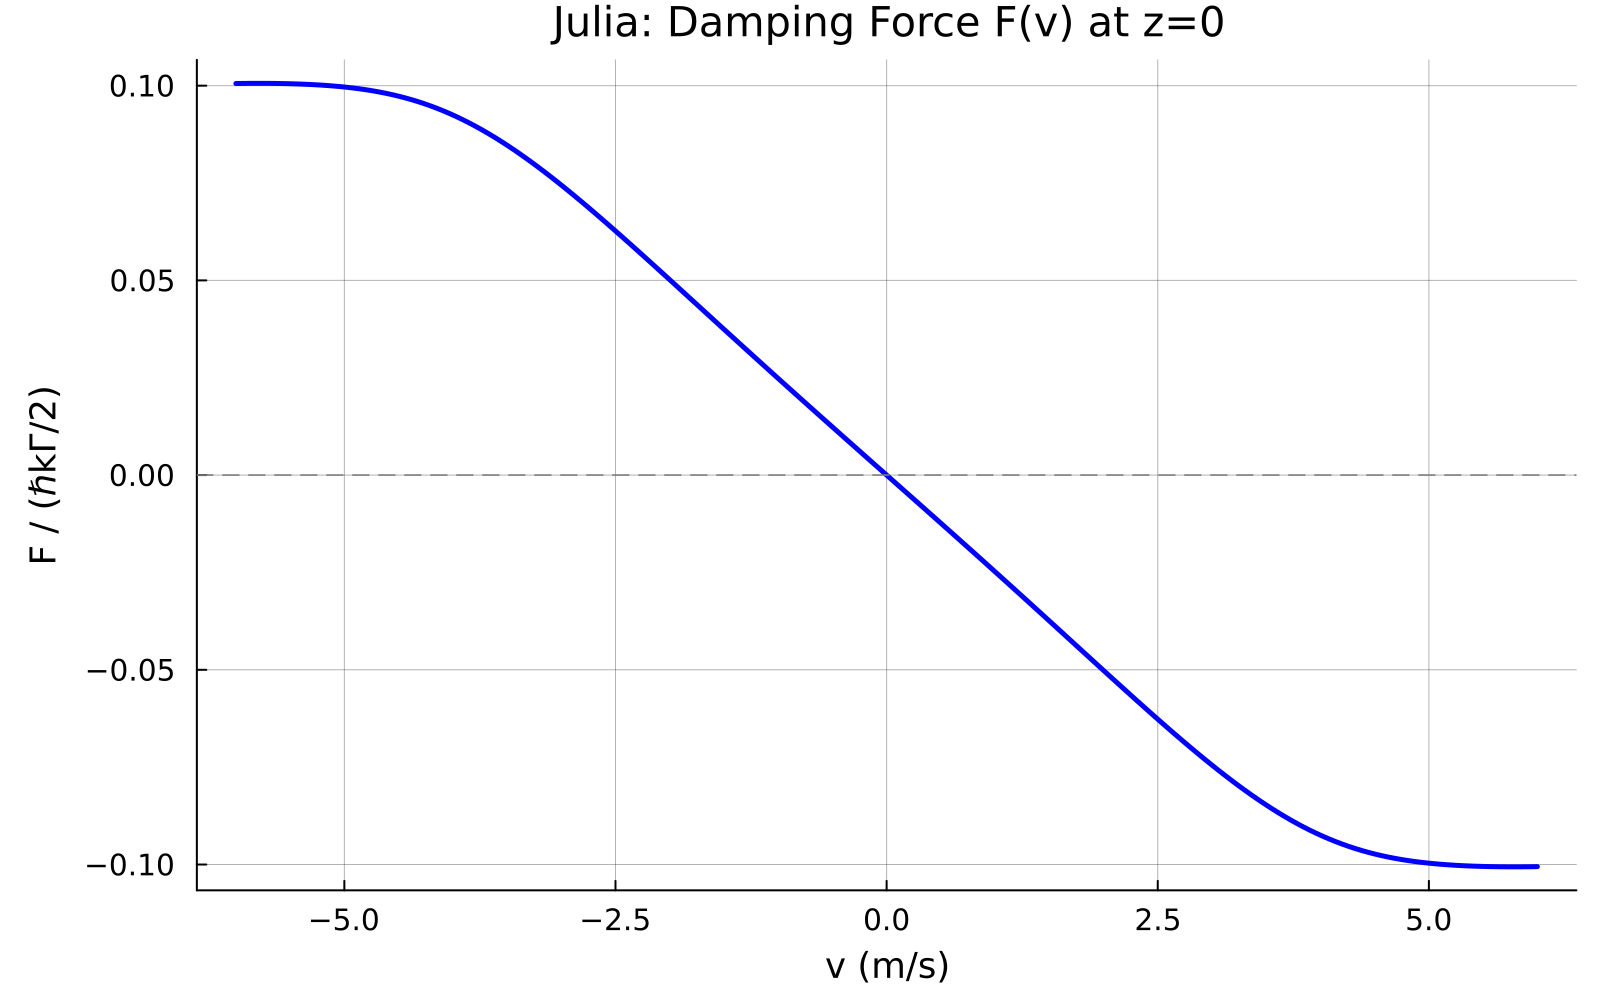 Julia: Damping Force F(v) at z=0
0.10
0.05
0.00
−0.05
−0.10
F / (ℏkΓ/2)
−5.0 −2.5 0.0 2.5 5.0
v (m/s)